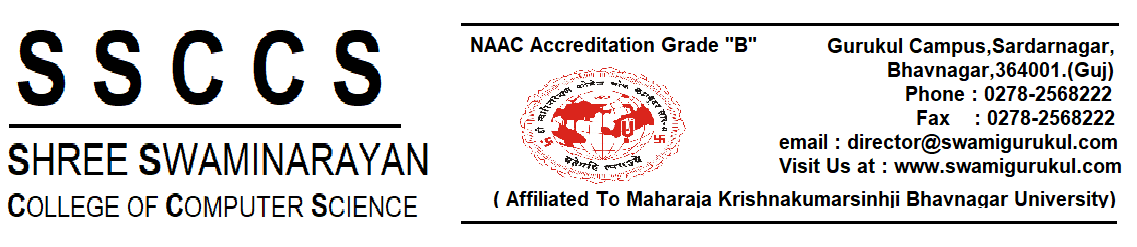 S S C C S
SHREE SWAMINARAYAN
COLLEGE OF COMPUTER SCIENCE
NAAC Accreditation Grade "B"
Gurukul Campus,Sardarnagar,
Bhavnagar,364001.(Guj)
Phone : 0278-2568222
Fax : 0278-2568222
email : director@swamigurukul.com
Visit Us at : www.swamigurukul.com
( Affiliated To Maharaja Krishnakumarsinhji Bhavnagar University)